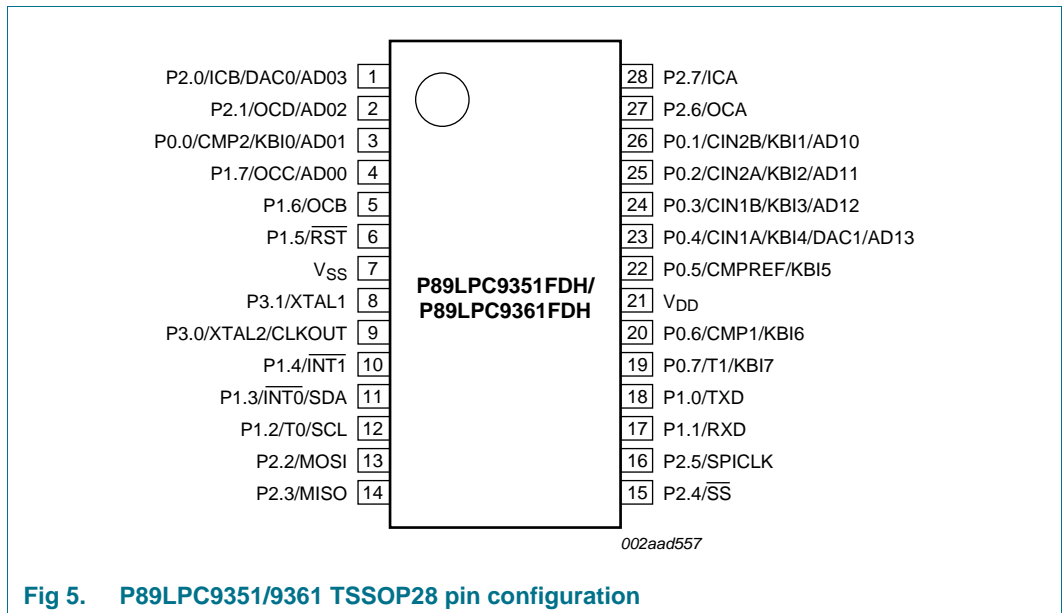 P2.0/ICB/DAC0/AD03 1
P2.1/OCD/AD02 2
P0.0/CMP2/KBI0/AD01 3
P1.7/OCC/AD00 4
P1.6/OCB 5
P1.5/R̅S̅T̅ 6
VSS 7
P3.1/XTAL1 8
P3.0/XTAL2/CLKOUT 9
P1.4/I̅N̅T̅1̅ 10
P1.3/I̅N̅T̅0̅/SDA 11
P1.2/T0/SCL 12
P2.2/MOSI 13
P2.3/MISO 14
P89LPC9351FDH/
P89LPC9361FDH
28 P2.7/ICA
27 P2.6/OCA
26 P0.1/CIN2B/KBI1/AD10
25 P0.2/CIN2A/KBI2/AD11
24 P0.3/CIN1B/KBI3/AD12
23 P0.4/CIN1A/KBI4/DAC1/AD13
22 P0.5/CMPREF/KBI5
21 VDD
20 P0.6/CMP1/KBI6
19 P0.7/T1/KBI7
18 P1.0/TXD
17 P1.1/RXD
16 P2.5/SPICLK
15 P2.4/S̅S̅
002aad557
Fig 5. P89LPC9351/9361 TSSOP28 pin configuration